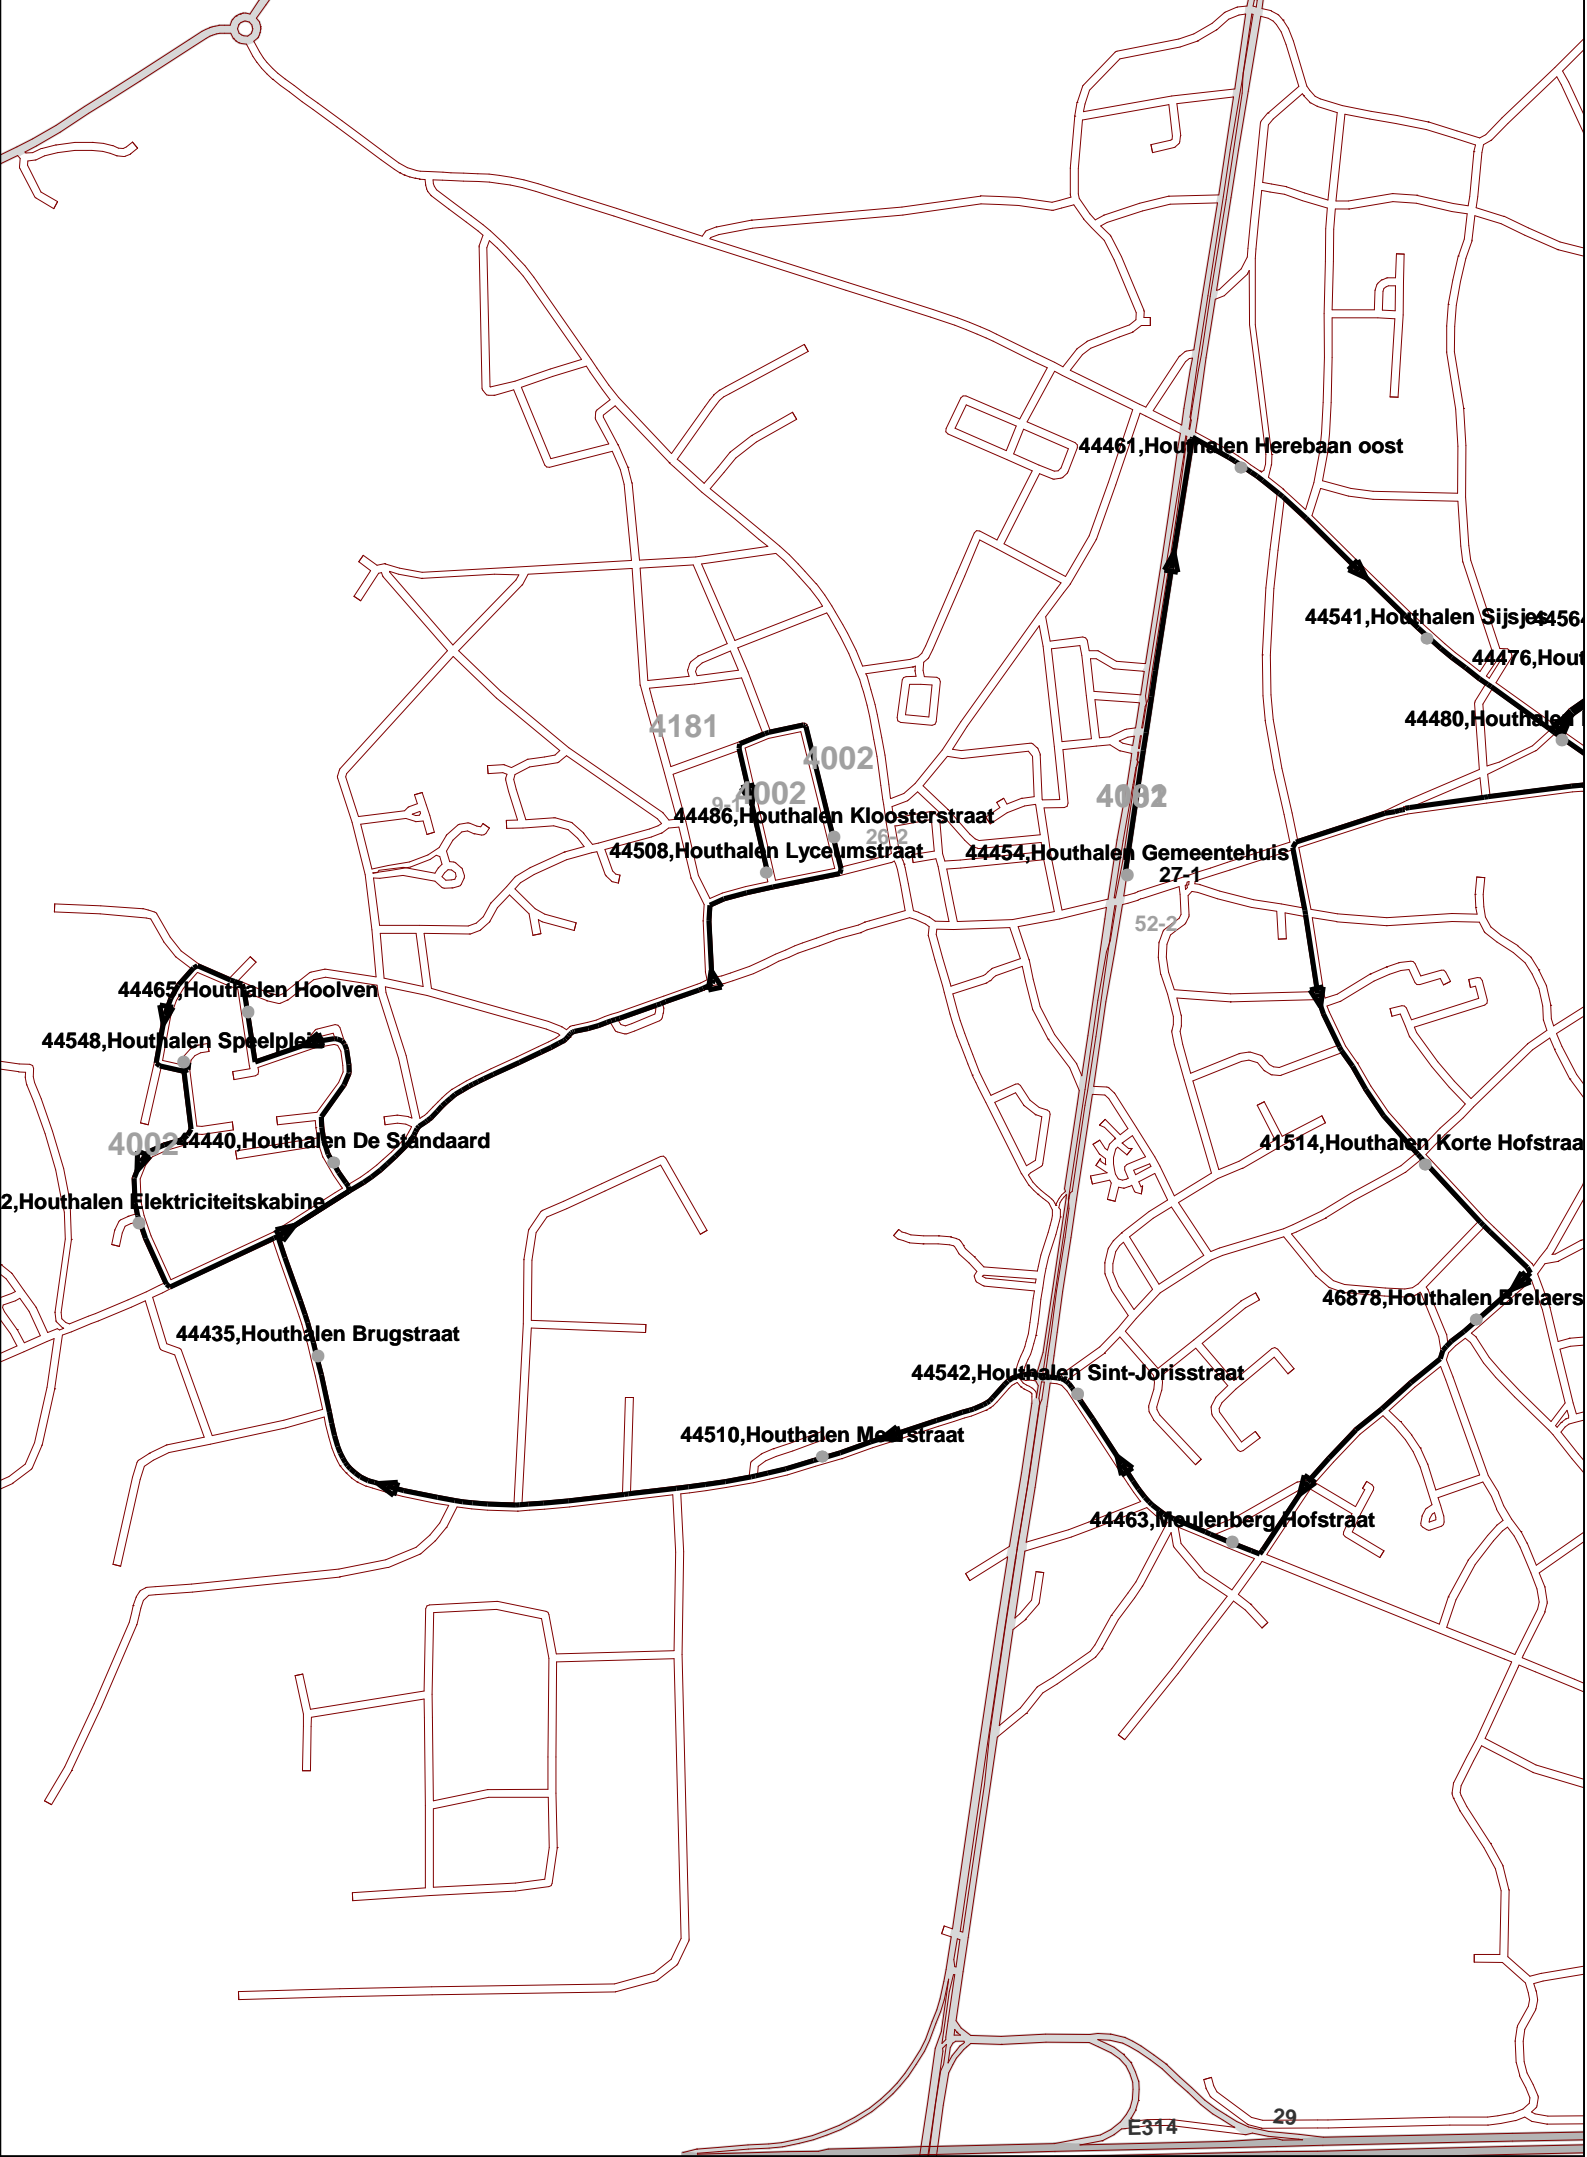 44461,Houthalen Herebaan oost
44541,Houthalen Sijsjes
4456
44476,Hout
44480,Houthalen
4181
4002
4002
9-1
44486,Houthalen Kloosterstraat
26-2
44508,Houthalen Lyceumstraat
44454,Houthalen Gemeentehuis
27-1
52-2
44465,Houthalen Hoolven
44548,Houthalen Speelplein
4002
44440,Houthalen De Standaard
41514,Houthalen Korte Hofstraa
2,Houthalen Elektriciteitskabine
46878,Houthalen Brelaers
44435,Houthalen Brugstraat
44542,Houthalen Sint-Jorisstraat
44510,Houthalen Meerstraat
44463,Meulenberg Hofstraat
29
E314